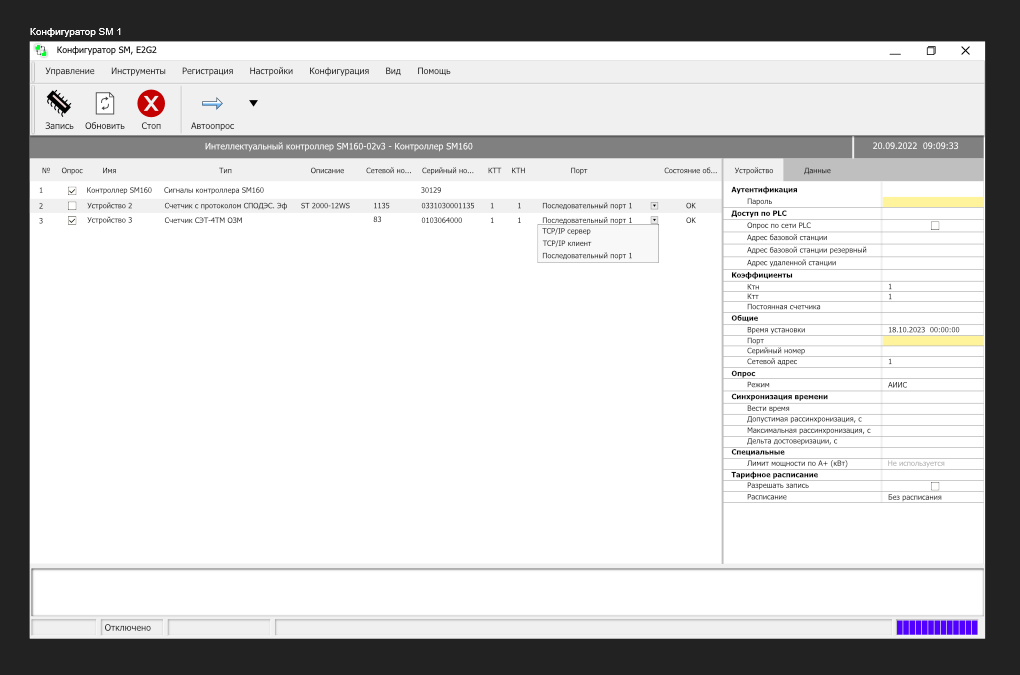 Конфигуратор SM 1
Конфигуратор SM, E2G2
Управление Инструменты Регистрация Настройки Конфигурация Вид Помощь
Запись Обновить Стоп Автоопрос
Интеллектуальный контроллер SM160-02v3 - Контроллер SM160 20.09.2022 09:09:33
№ Опрос Имя Тип Описание Сетевой но... Серийный но... КТТ КТН Порт Состояние об...
1 Контроллер SM160 Сигналы контроллера SM160 30129
2 Устройство 2 Счетчик с протоколом СПОДЭС. Эф ST 2000-12WS 1135 0331030001135 1 1 Последовательный порт 1 OK
3 Устройство 3 Счетчик СЭТ-4ТМ ОЗМ 83 0103064000 1 1 Последовательный порт 1 OK
TCP/IP сервер
TCP/IP клиент
Последовательный порт 1
Устройство Данные
Аутентификация
Пароль
Доступ по PLC
Опрос по сети PLC
Адрес базовой станции
Адрес базовой станции резервный
Адрес удаленной станции
Коэффициенты
Ктн 1
Ктт 1
Постоянная счетчика
Общие
Время установки 18.10.2023 00:00:00
Порт
Серийный номер
Сетевой адрес 1
Опрос
Режим АИИС
Синхронизация времени
Вести время
Допустимая рассинхронизация, с
Максимальная рассинхронизация, с
Дельта достоверизации, с
Специальные
Лимит мощности по А+ (кВт) Не используется
Тарифное расписание
Разрешать запись
Расписание Без расписания
Отключено